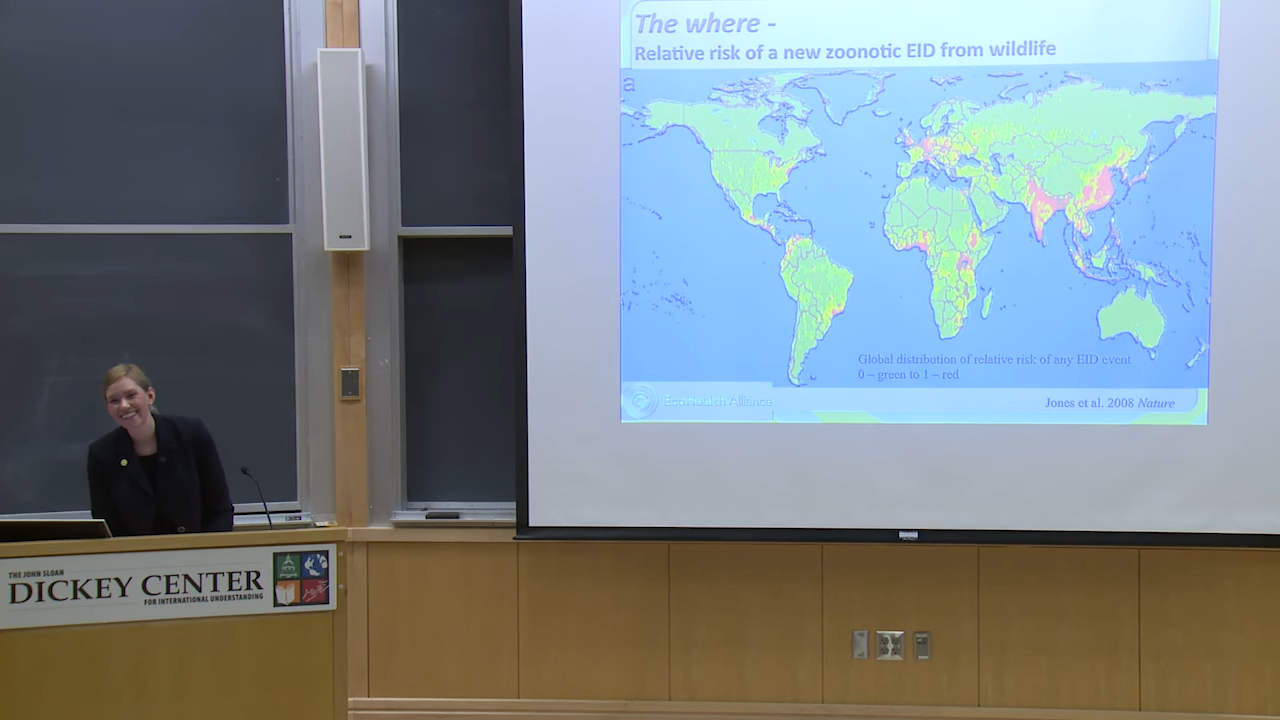 The where -
Relative risk of a new zoonotic EID from wildlife
a
Global distribution of relative risk of any EID event
0 – green to 1 – red
EcoHealth Alliance
Jones et al. 2008 Nature
THE JOHN SLOAN
DICKEY CENTER
FOR INTERNATIONAL UNDERSTANDING